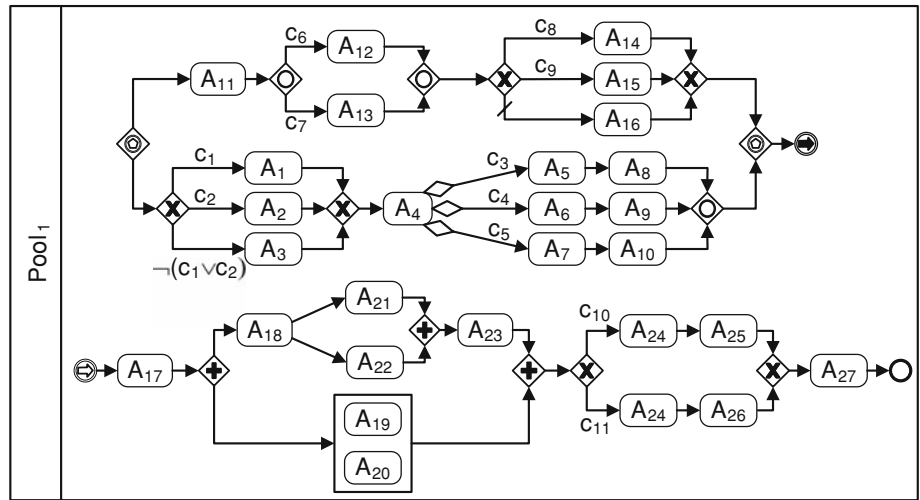 Pool₁
C₆
A₁₂
A₁₁
C₇
A₁₃
C₈
A₁₄
C₉
A₁₅
A₁₆
C₁
A₁
C₂
A₂
A₃
¬(C₁∨C₂)
A₄
C₃
A₅
A₈
C₄
A₆
A₉
C₅
A₇
A₁₀
A₁₇
A₁₈
A₂₁
A₂₂
A₂₃
A₁₉
A₂₀
C₁₀
A₂₄
A₂₅
C₁₁
A₂₄
A₂₆
A₂₇